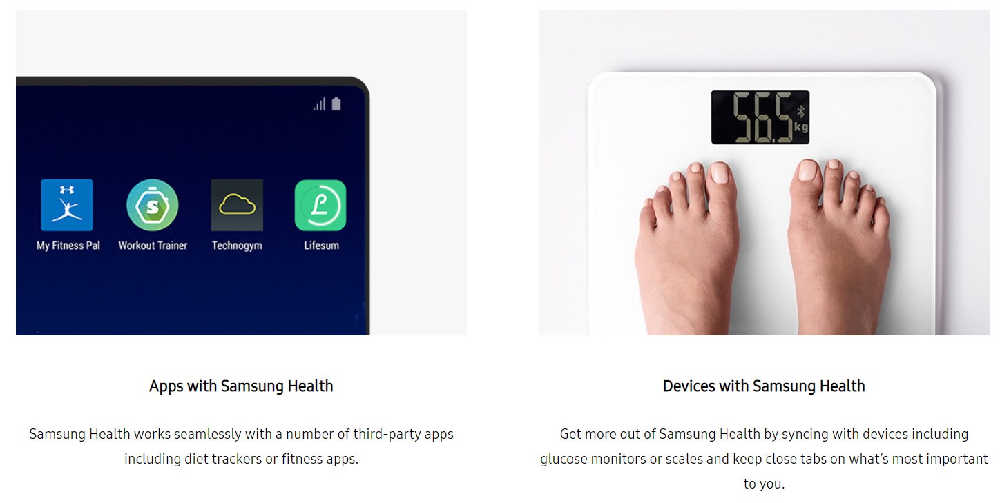 My Fitness Pal
Workout Trainer
Technogym
Lifesum
56.5
kg
Apps with Samsung Health
Samsung Health works seamlessly with a number of third-party apps
including diet trackers or fitness apps.
Devices with Samsung Health
Get more out of Samsung Health by syncing with devices including
glucose monitors or scales and keep close tabs on what’s most important
to you.